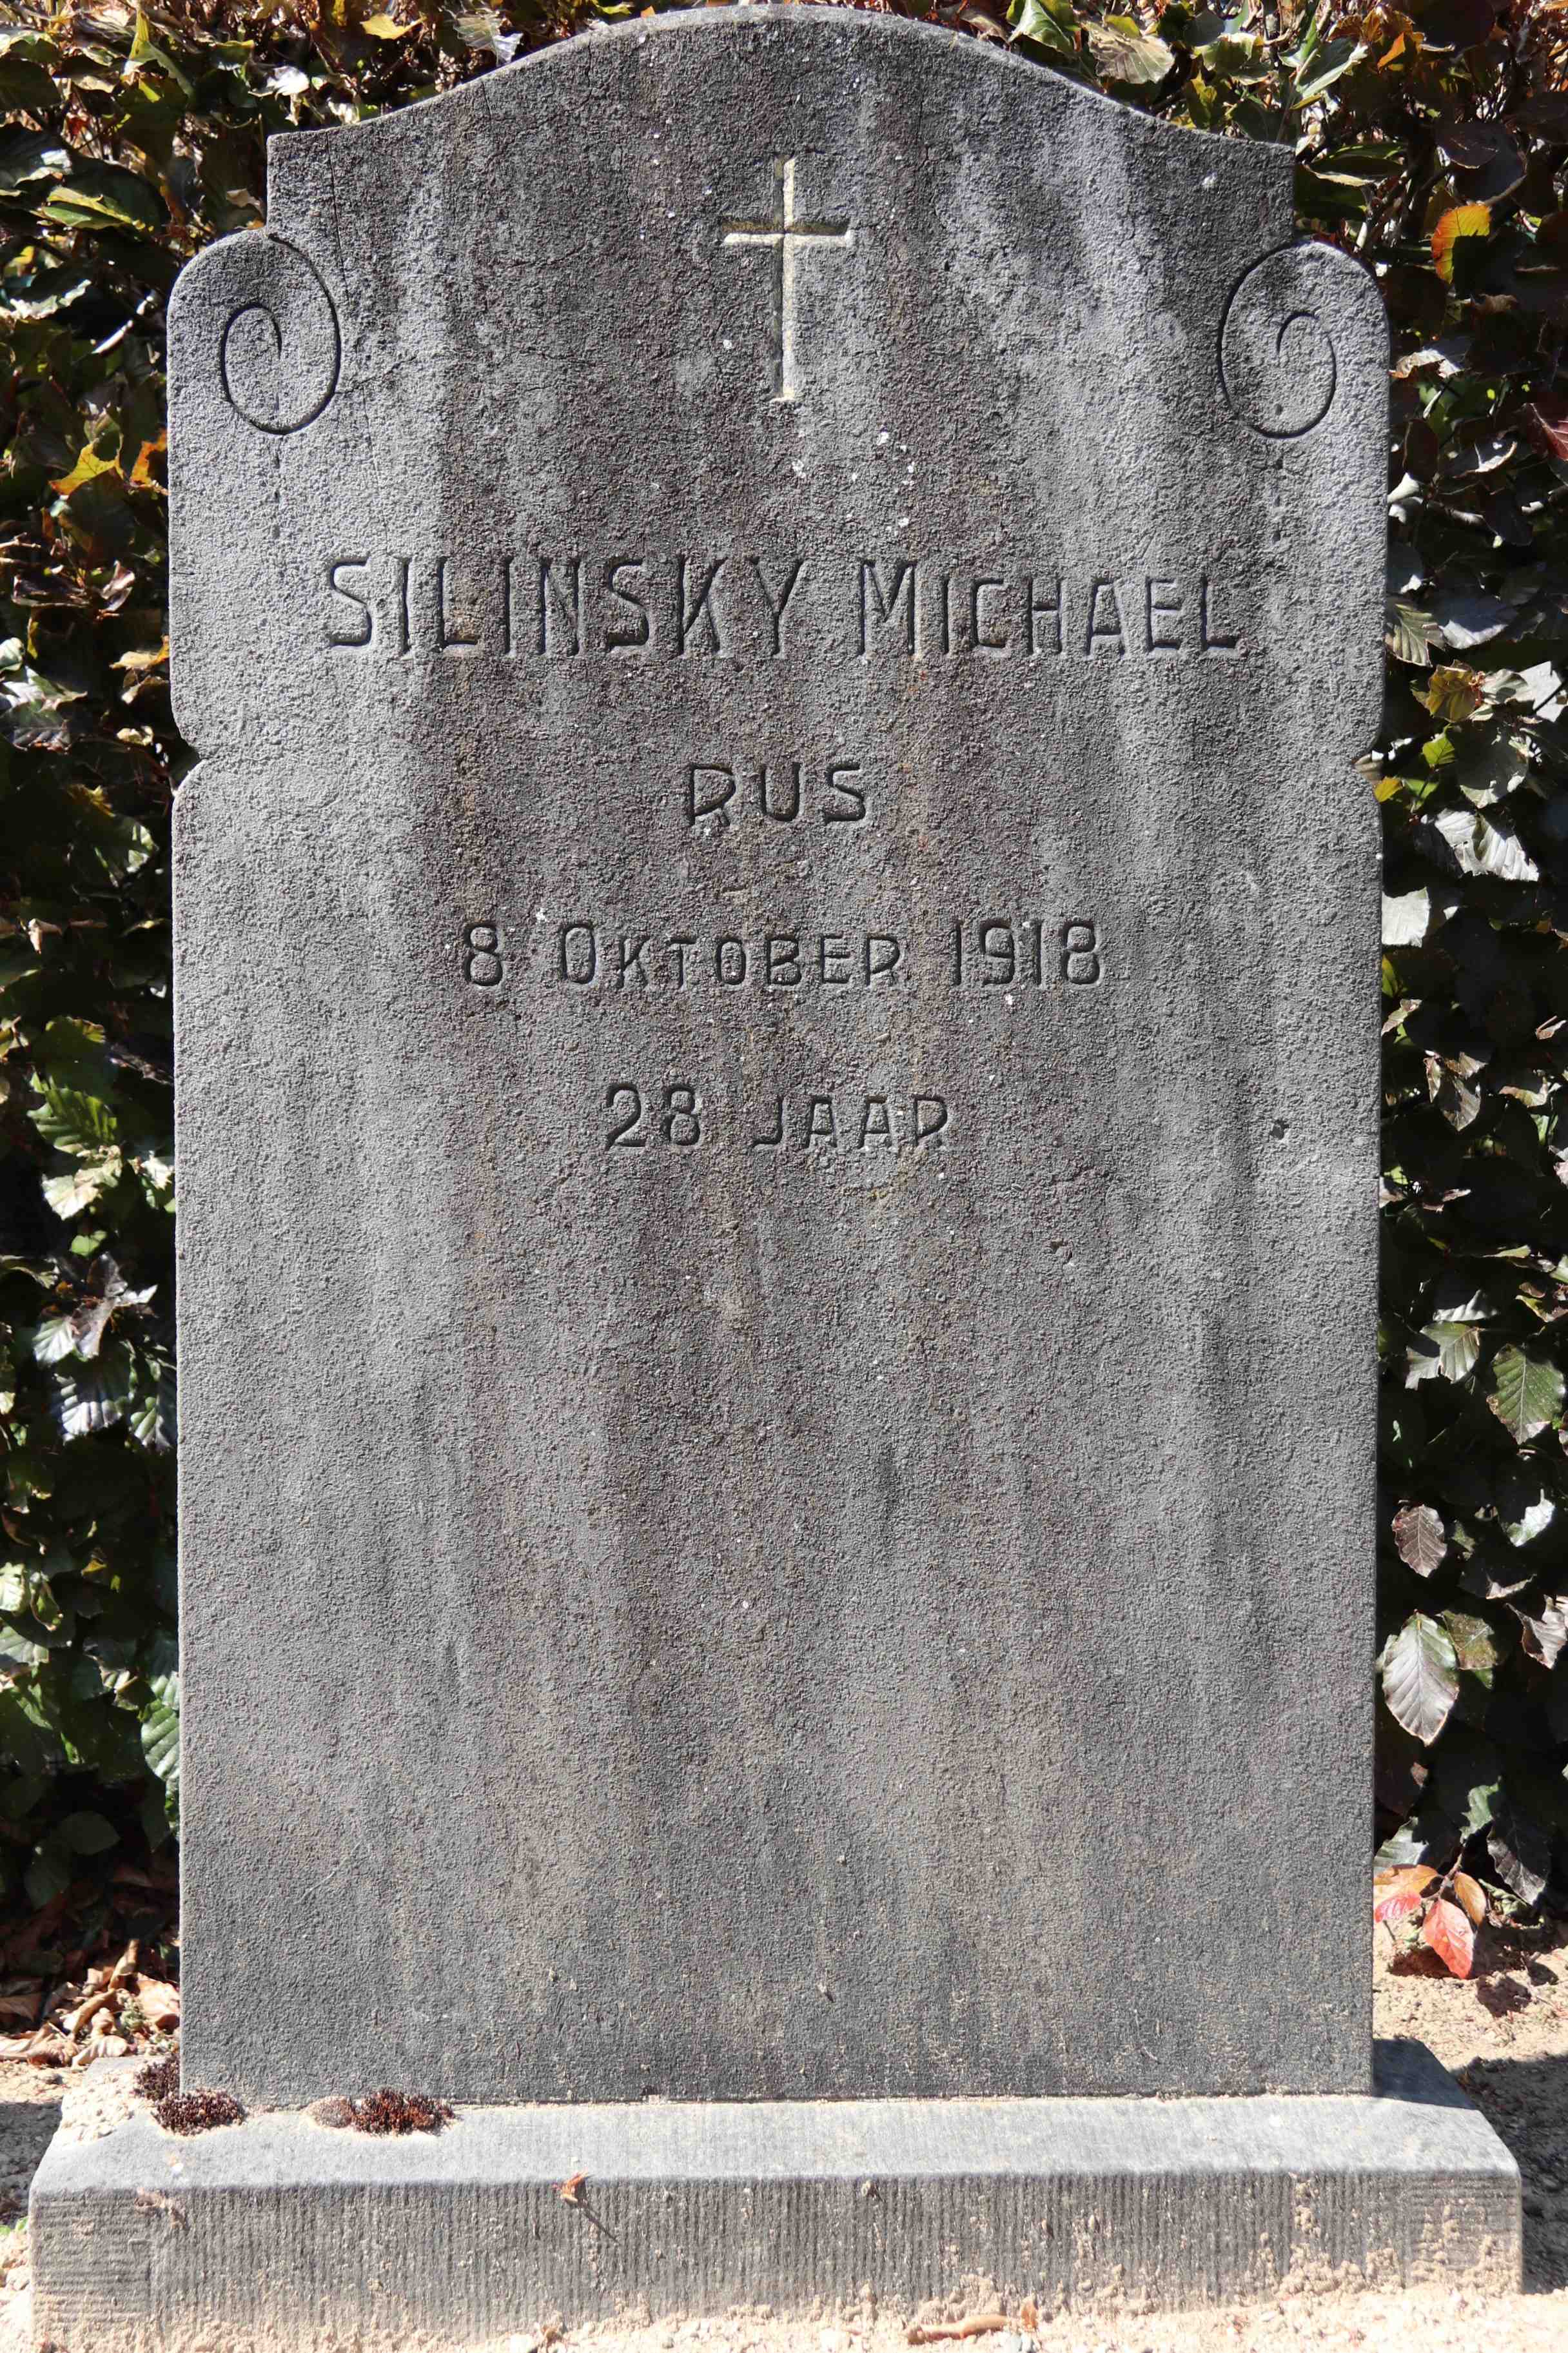 SILINSKY MICHAEL
RUS
8 OKTOBER 1918
28 JAAR